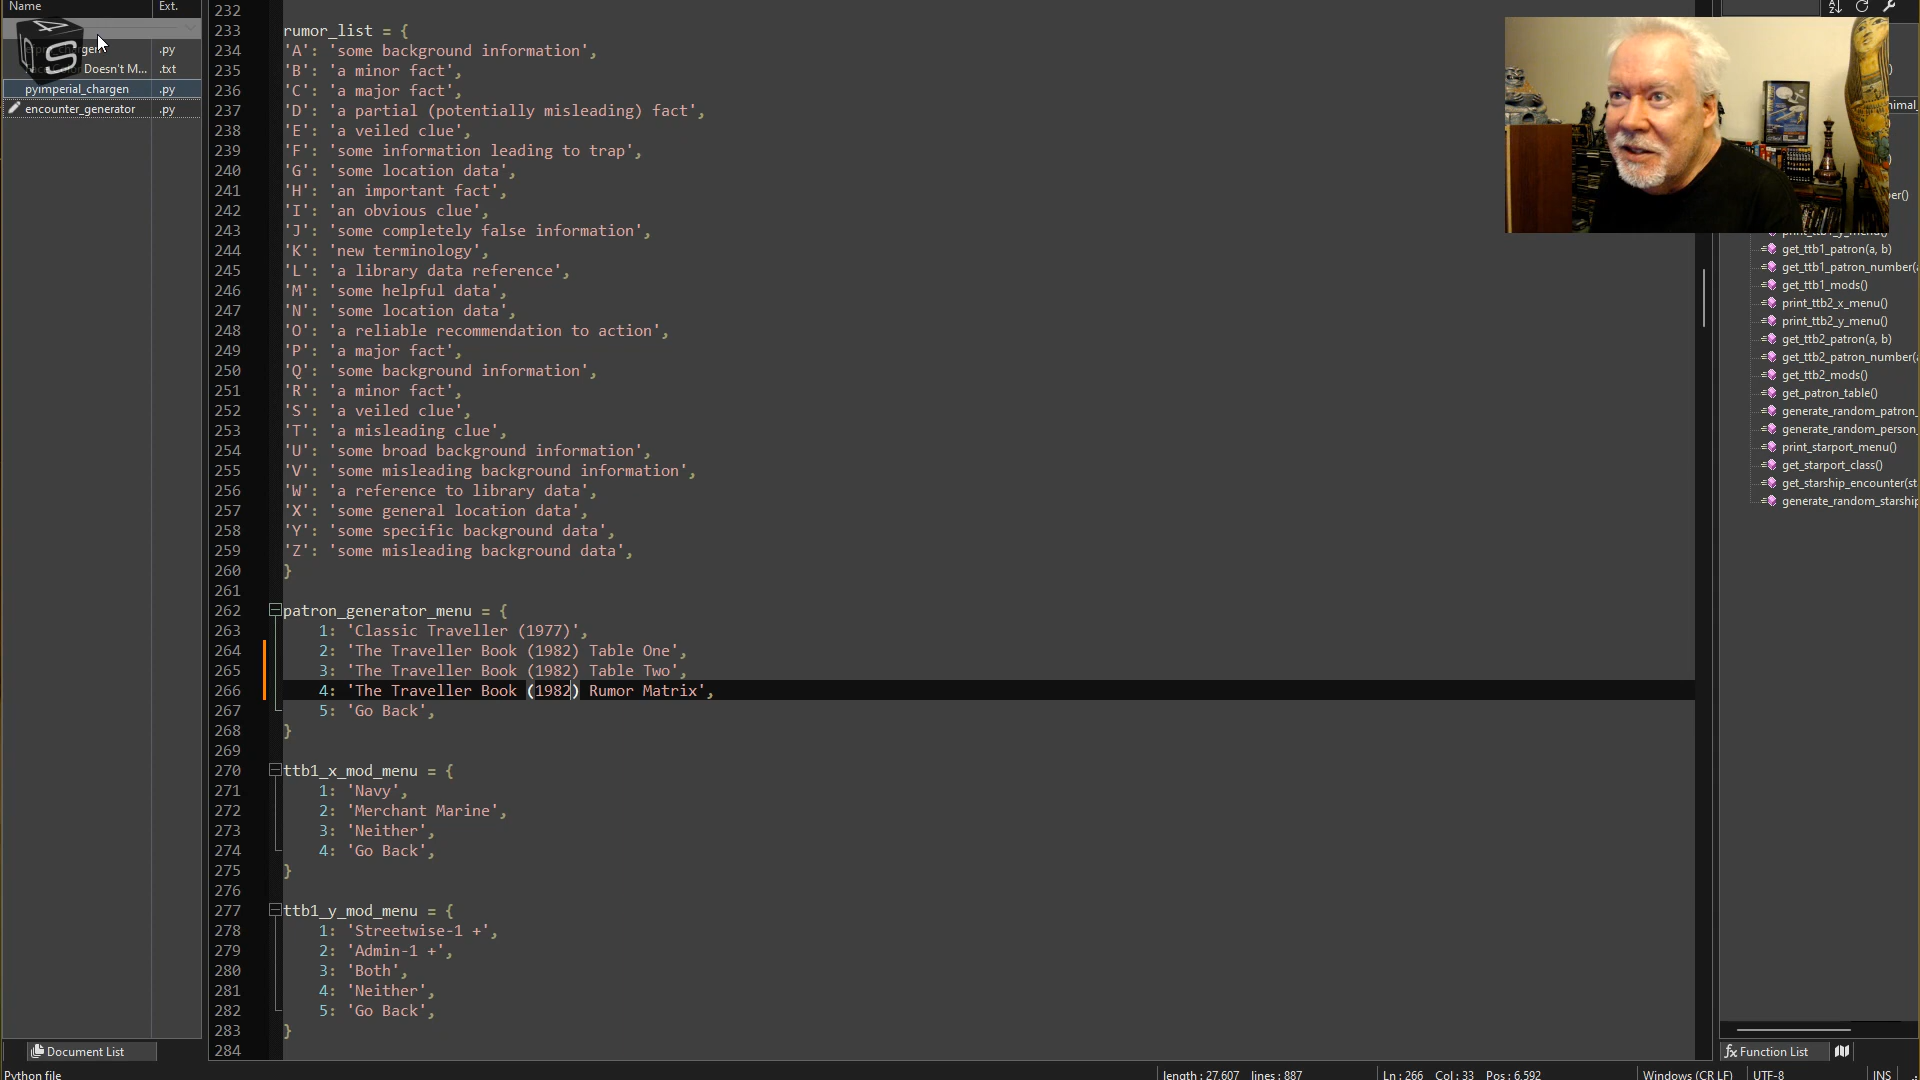 Name Ext.
.py
Doesn't M... .txt
pyimperial_chargen .py
encounter_generator .py
232
233 rumor_list = {
234 'A': 'some background information',
235 'B': 'a minor fact',
236 'C': 'a major fact',
237 'D': 'a partial (potentially misleading) fact',
238 'E': 'a veiled clue',
239 'F': 'some information leading to trap',
240 'G': 'some location data',
241 'H': 'an important fact',
242 'I': 'an obvious clue',
243 'J': 'some completely false information',
244 'K': 'new terminology',
245 'L': 'a library data reference',
246 'M': 'some helpful data',
247 'N': 'some location data',
248 'O': 'a reliable recommendation to action',
249 'P': 'a major fact',
250 'Q': 'some background information',
251 'R': 'a minor fact',
252 'S': 'a veiled clue',
253 'T': 'a misleading clue',
254 'U': 'some broad background information',
255 'V': 'some misleading background information',
256 'W': 'a reference to library data',
257 'X': 'some general location data',
258 'Y': 'some specific background data',
259 'Z': 'some misleading background data',
260 }
261
262 patron_generator_menu = {
263 1: 'Classic Traveller (1977)',
264 2: 'The Traveller Book (1982) Table One',
265 3: 'The Traveller Book (1982) Table Two',
266 4: 'The Traveller Book (1982) Rumor Matrix',
267 5: 'Go Back',
268 }
269
270 ttb1_x_mod_menu = {
271 1: 'Navy',
272 2: 'Merchant Marine',
273 3: 'Neither',
274 4: 'Go Back',
275 }
276
277 ttb1_y_mod_menu = {
278 1: 'Streetwise-1 +',
279 2: 'Admin-1 +',
280 3: 'Both',
281 4: 'Neither',
282 5: 'Go Back',
283 }
284
print_ttb1_y_menu()
get_ttb1_patron(a, b)
get_ttb1_patron_number(a
get_ttb1_mods()
print_ttb2_x_menu()
print_ttb2_y_menu()
get_ttb2_patron(a, b)
get_ttb2_patron_number(a
get_ttb2_mods()
get_patron_table()
generate_random_patron_
generate_random_person_
print_starport_menu()
get_starport_class()
get_starship_encounter(st
generate_random_starship
Document List
Function List
Python file
length : 27,607 lines : 887
Ln : 266 Col : 33 Pos : 6,592
Windows (CR LF)
UTF-8
INS